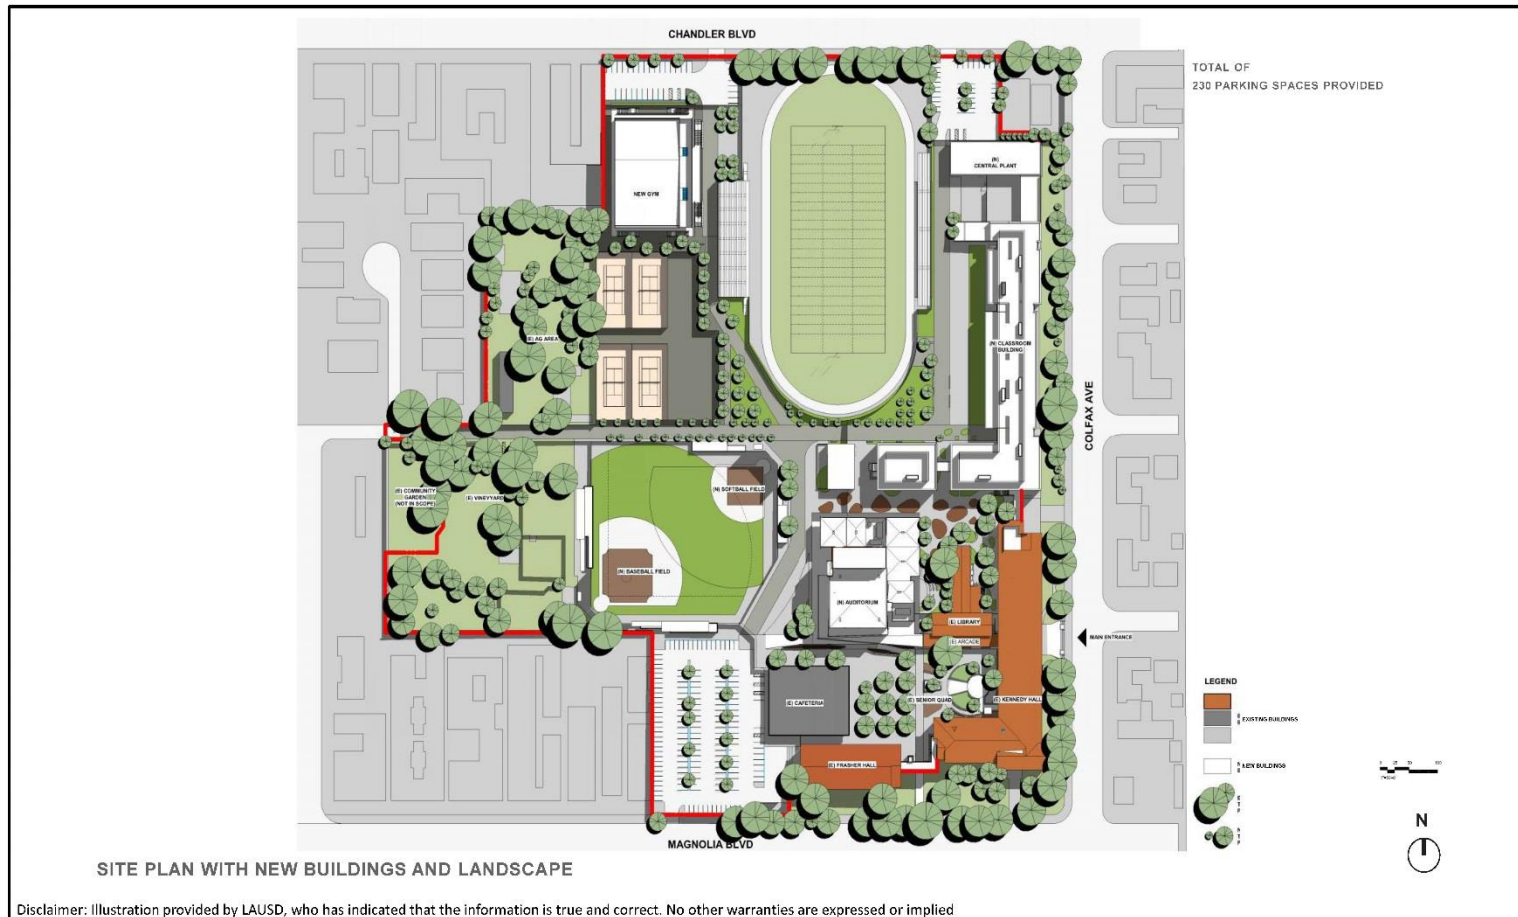 CHANDLER BLVD
TOTAL OF
230 PARKING SPACES PROVIDED
(N)
CENTRAL PLANT
NEW GYM
(E) AG AREA
(N) CLASSROOM
BUILDING
COLFAX AVE
(E) COMMUNITY
GARDEN
(NOT IN SCOPE)
(E) VINEYYARD
(N) SOFTBALL FIELD
(N) BASEBALL FIELD
(N) AUDITORIUM
(E) LIBRARY
(E) ARCADE
MAIN ENTRANCE
(E) CAFETERIA
(E) SENIOR QUAD
(E) KENNEDY HALL
(E) FRASHER HALL
LEGEND
EXISTING BUILDINGS
NEW BUILDINGS
N
MAGNOLIA BLVD
SITE PLAN WITH NEW BUILDINGS AND LANDSCAPE
Disclaimer: Illustration provided by LAUSD, who has indicated that the information is true and correct. No other warranties are expressed or implied